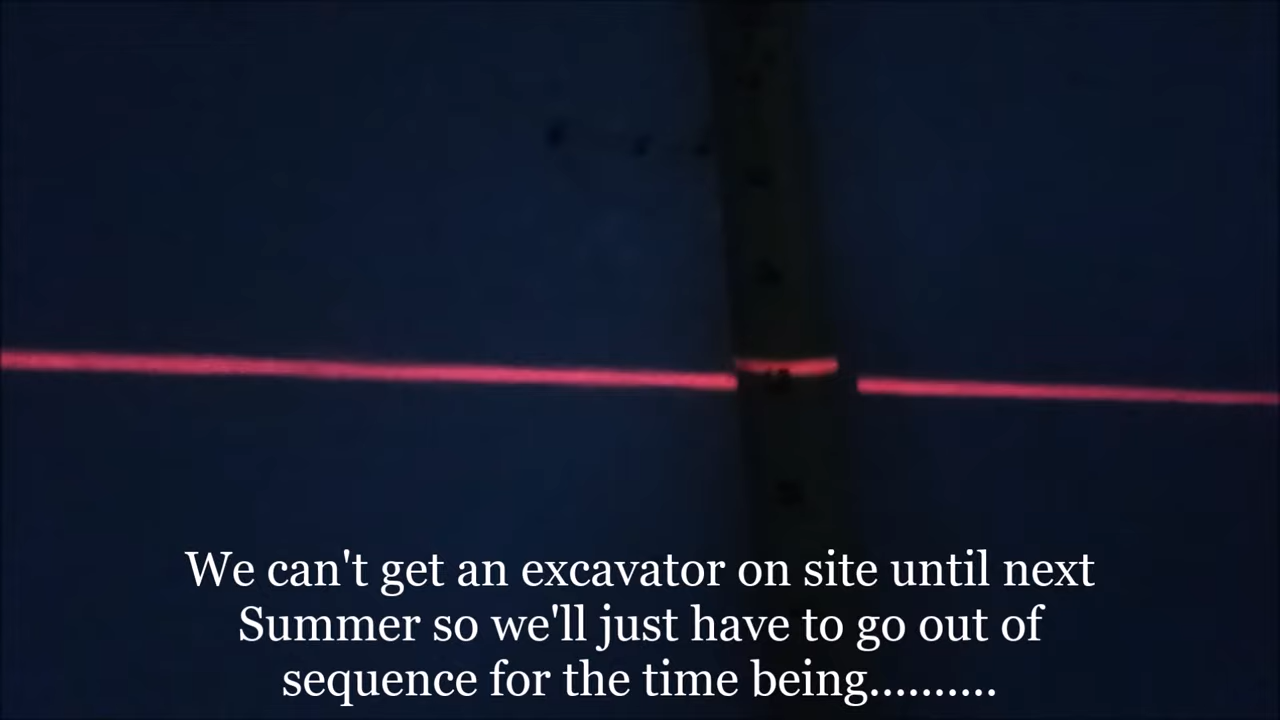 We can't get an excavator on site until next
Summer so we'll just have to go out of
sequence for the time being..........